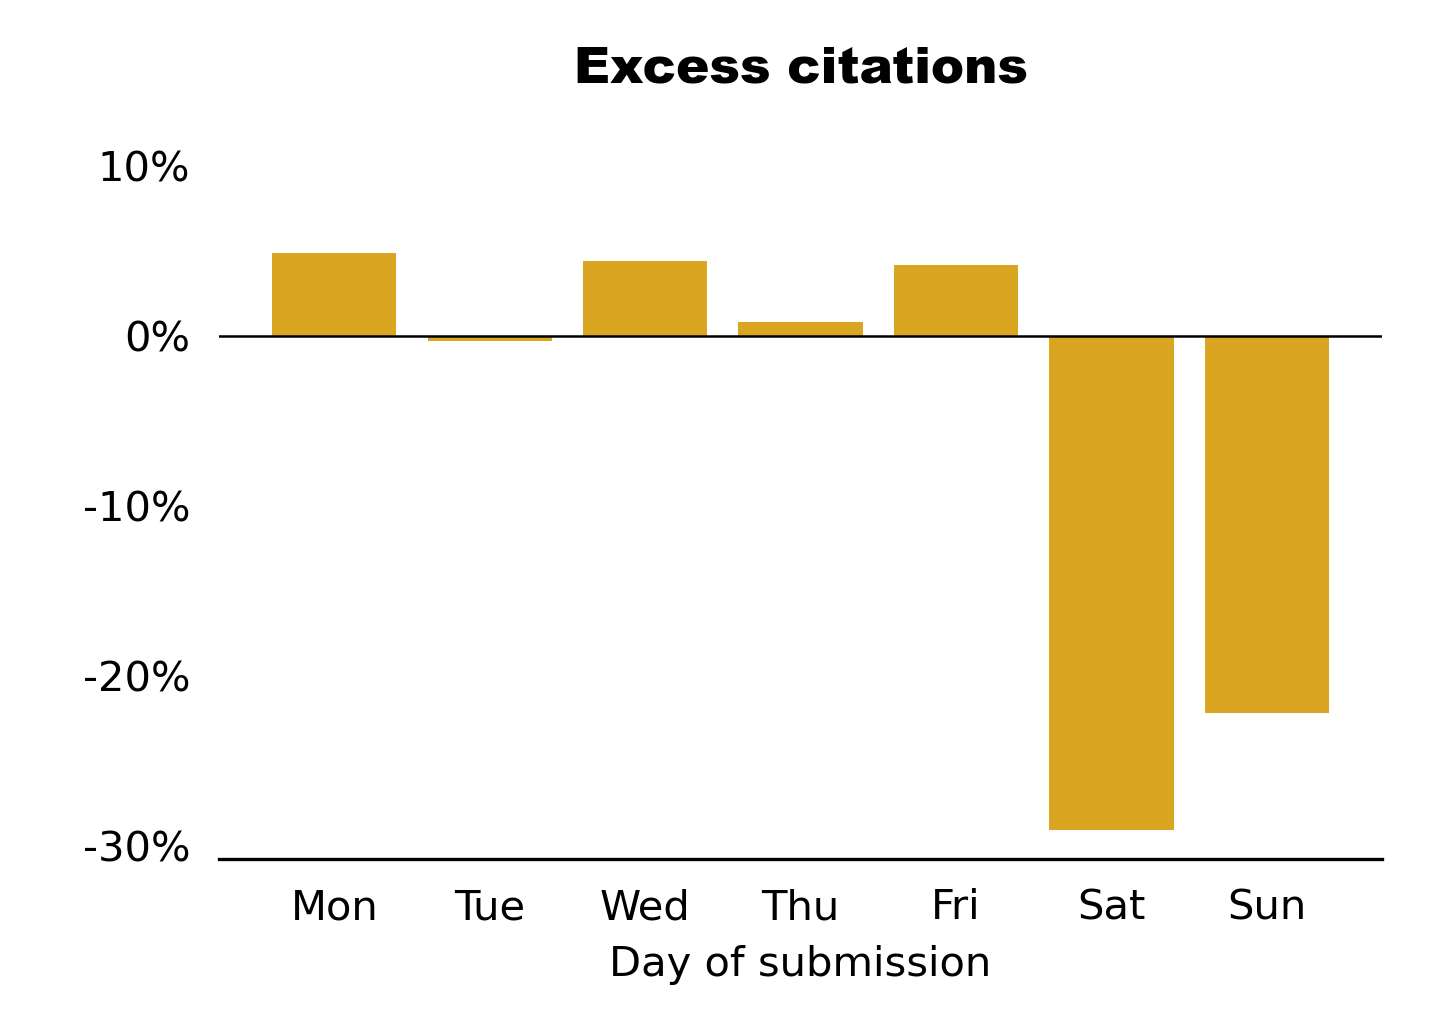 Excess citations
10%
0%
-10%
-20%
-30%
Mon Tue Wed Thu Fri Sat Sun
Day of submission